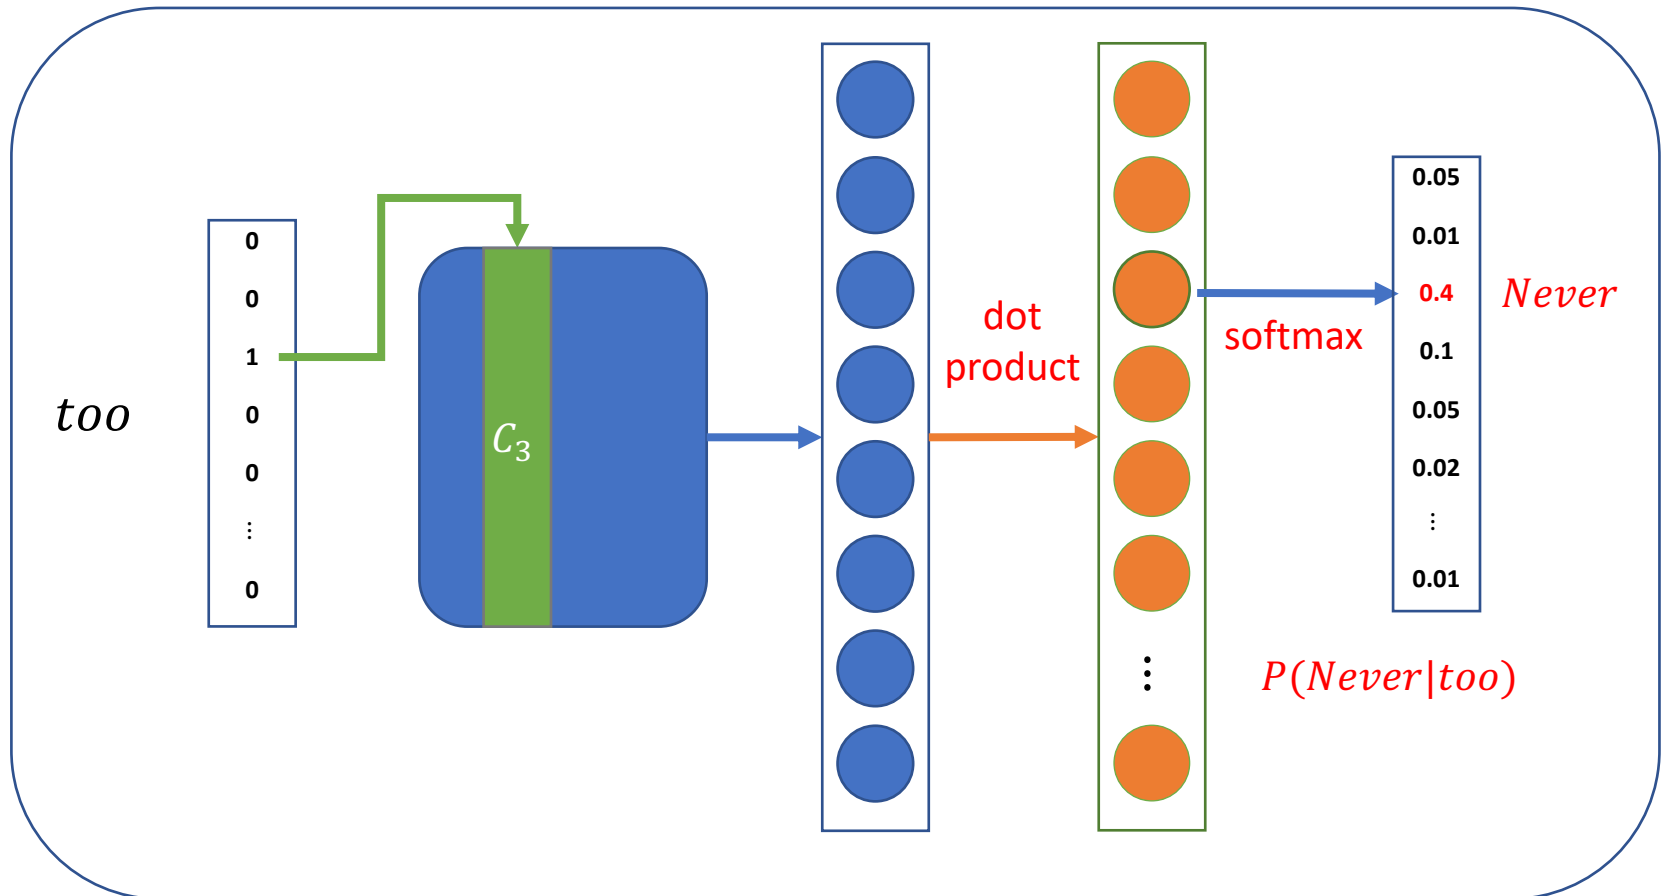 too
0
0
1
0
0
⋮
0
C₃
dot
product
softmax
0.05
0.01
0.4
0.1
0.05
0.02
⋮
0.01
Never
⋮
P(Never|too)